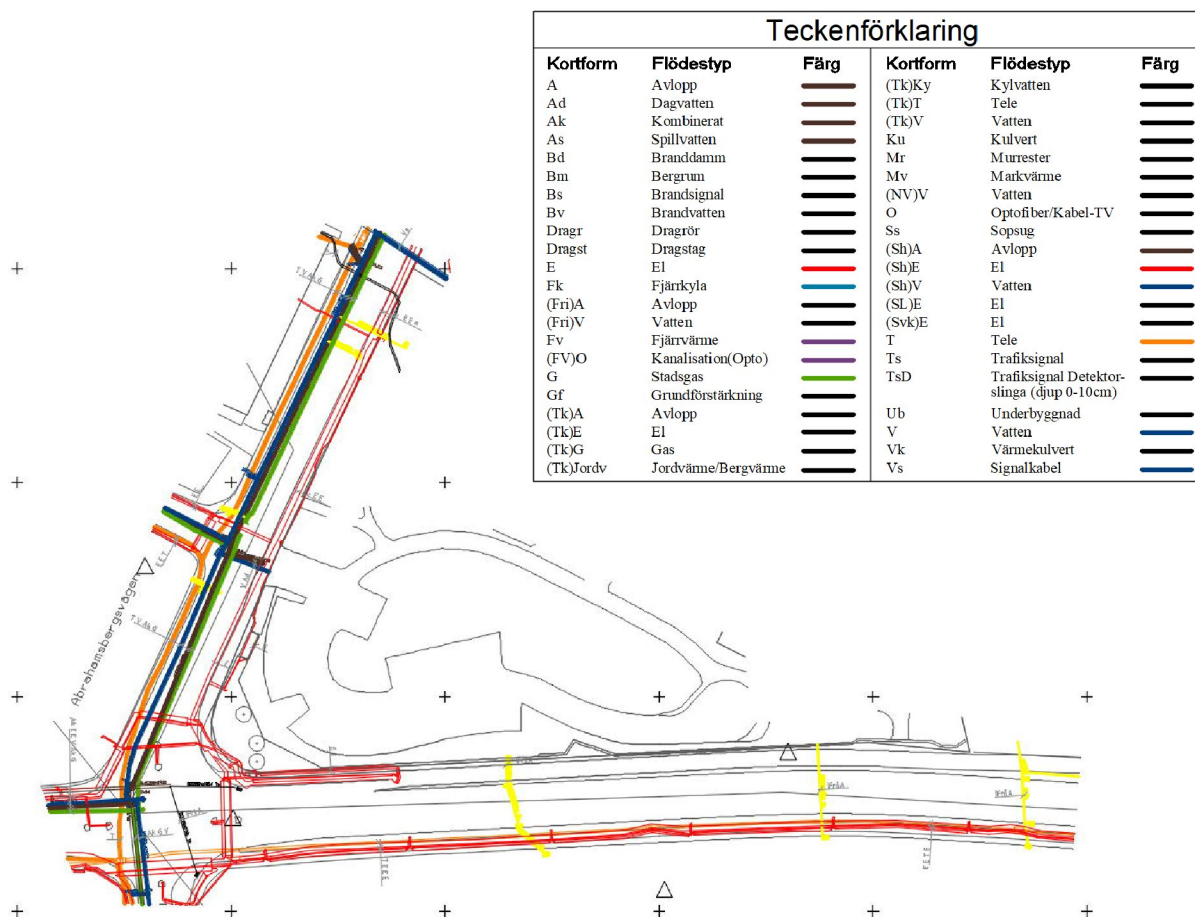 Teckenförklaring
Kortform Flödestyp Färg Kortform Flödestyp Färg
A Avlopp (Tk)Ky Kylvatten
Ad Dagvatten (Tk)T Tele
Ak Kombinerat (Tk)V Vatten
As Spillvatten Ku Kulvert
Bd Branddamm Mr Murrester
Bm Bergrum Mv Markvärme
Bs Brandsignal (NV)V Vatten
Bv Brandvatten O Optofiber/Kabel-TV
Dragr Dragrör Ss Sopsug
Dragst Dragstag (Sh)A Avlopp
E El (Sh)E El
Fk Fjärrkyla (Sh)V Vatten
(Fri)A Avlopp (SL)E El
(Fri)V Vatten (Svk)E El
Fv Fjärrvärme T Tele
(FV)O Kanalisation(Opto) Ts Trafiksignal
G Stadsgas TsD Trafiksignal Detektor-
Gf Grundförstärkning slinga (djup 0-10cm)
(Tk)A Avlopp Ub Underbyggnad
(Tk)E El V Vatten
(Tk)G Gas Vk Värmekulvert
(Tk)Jordv Jordvärme/Bergvärme Vs Signalkabel
Abrahamsbergsvägen